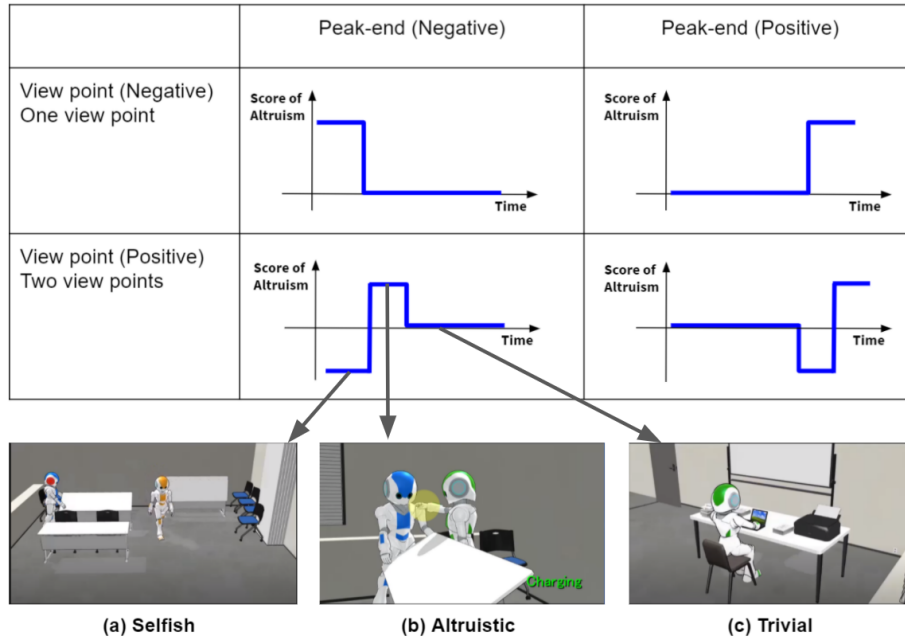 Peak-end (Negative)
Peak-end (Positive)
View point (Negative)
One view point
Score of
Altruism
Time
Score of
Altruism
Time
View point (Positive)
Two view points
Score of
Altruism
Time
Score of
Altruism
Time
Charging
(a) Selfish
(b) Altruistic
(c) Trivial